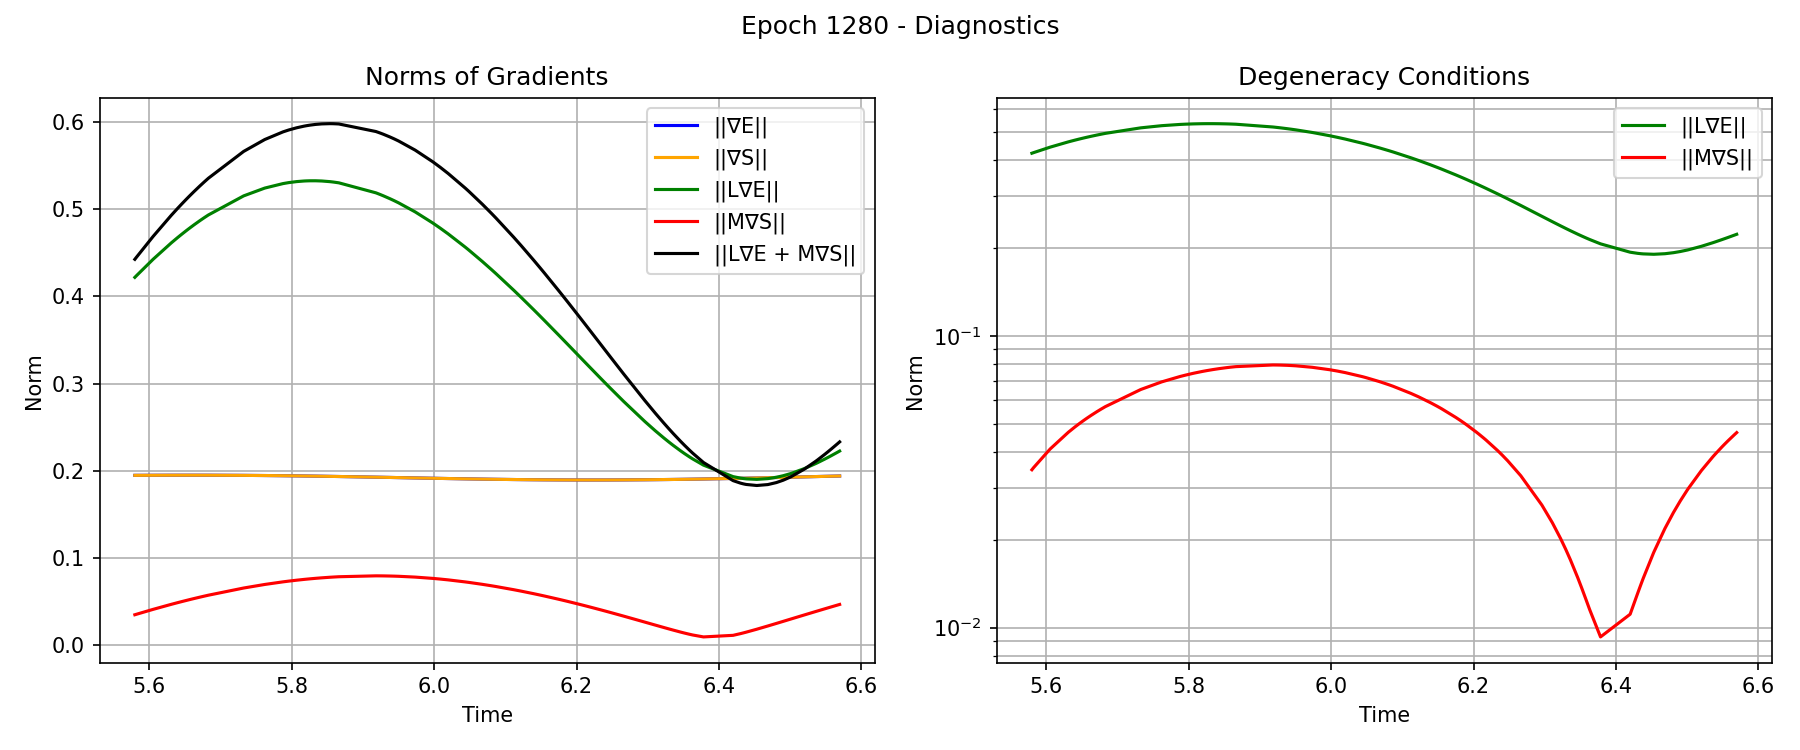 Epoch 1280 - Diagnostics
Norms of Gradients
Norm
0.6
0.5
0.4
0.3
0.2
0.1
0.0
||∇E||
||∇S||
||L∇E||
||M∇S||
||L∇E + M∇S||
5.6 5.8 6.0 6.2 6.4 6.6
Time
Degeneracy Conditions
Norm
10⁻¹
10⁻²
||L∇E||
||M∇S||
5.6 5.8 6.0 6.2 6.4 6.6
Time